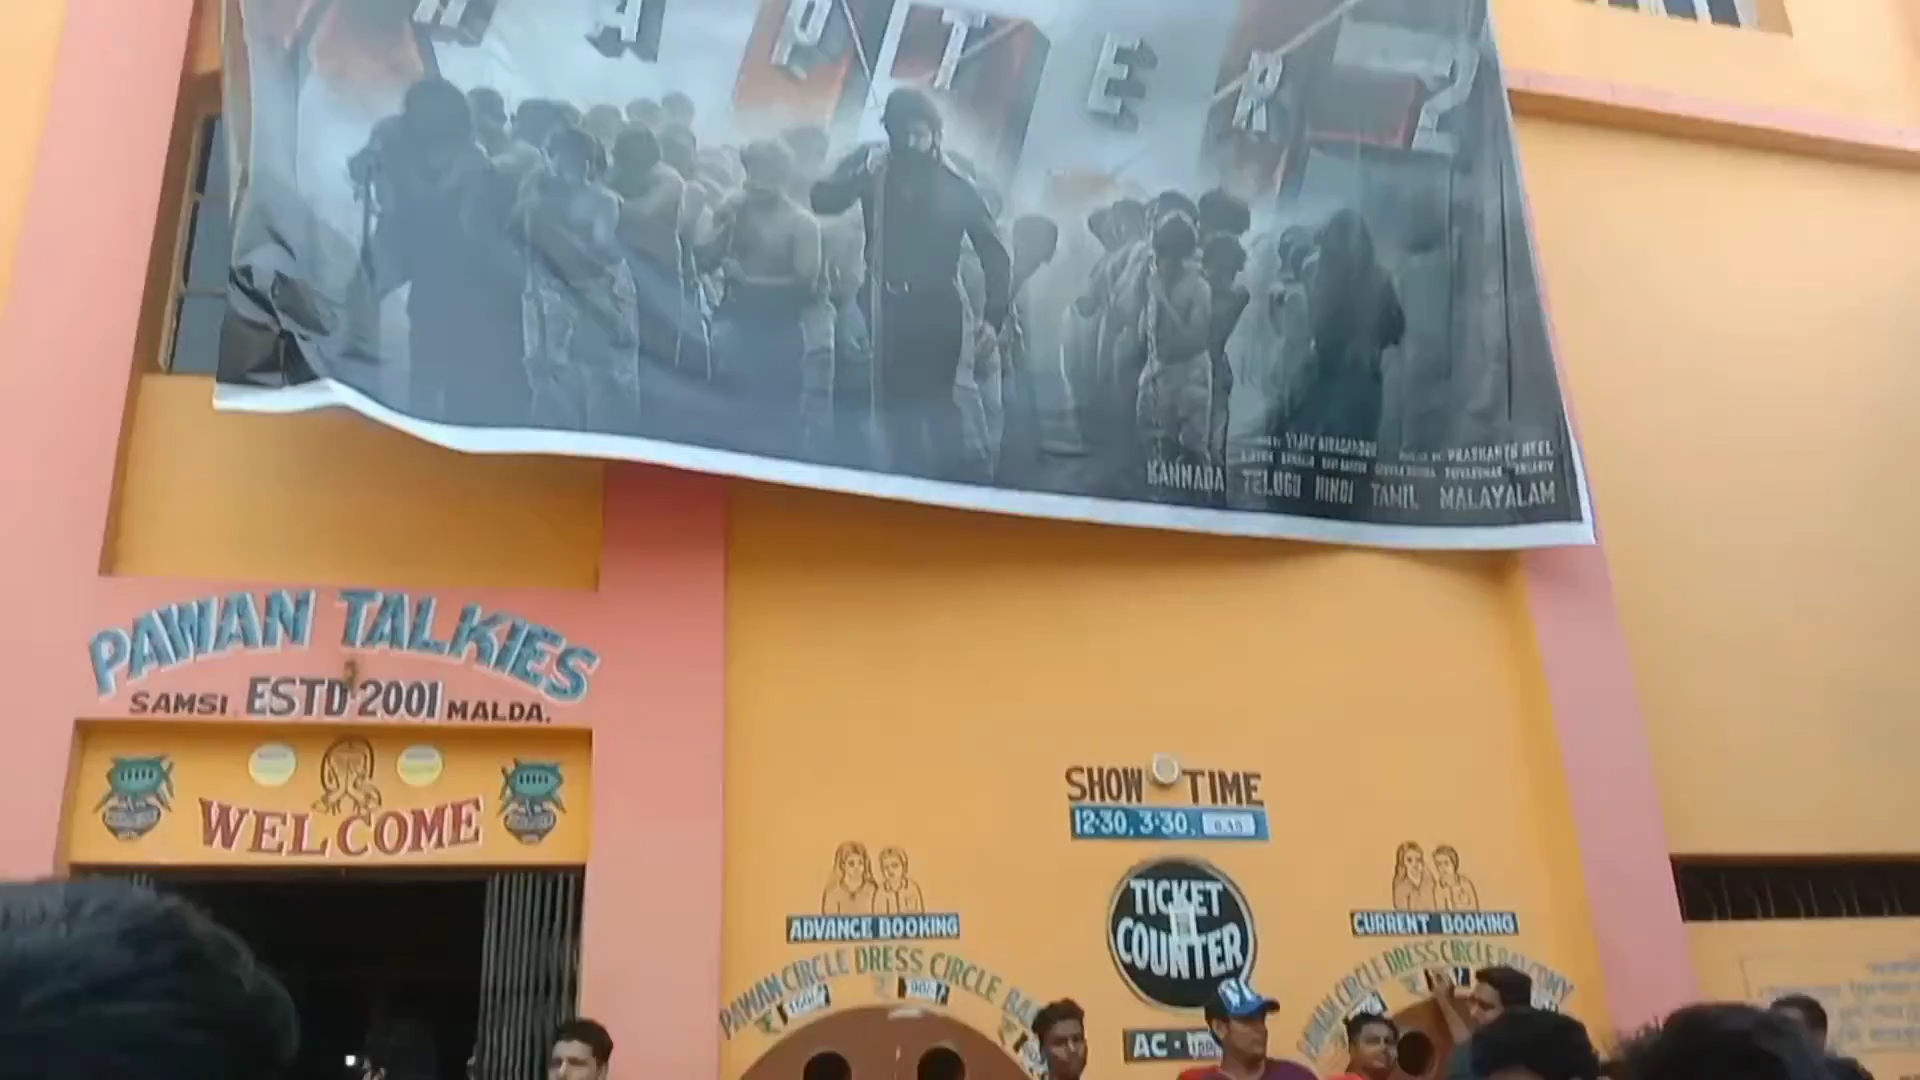 HAPTER 2
VIJAY KIRAGANDUR
PRASHANTH NEEL
KANNADA TELUGU HINDI TAMIL MALAYALAM
PAWAN TALKIES
SAMSI ESTD 2001 MALDA.
WELCOME
SHOW TIME
12·30, 3·30,
TICKET
COUNTER
ADVANCE BOOKING
PAWAN CIRCLE DRESS CIRCLE
CURRENT BOOKING
PAWAN CIRCLE DRESS CIRCLE BALCONY
AC ·